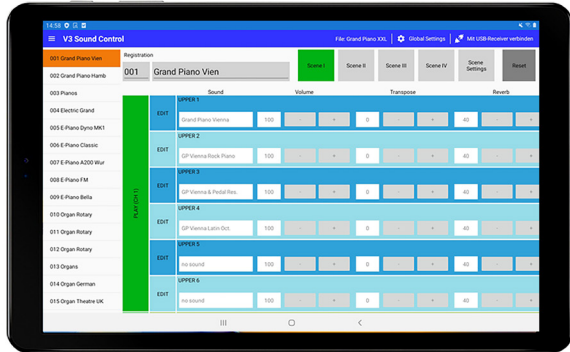 14:58
V3 Sound Control
File: Grand Piano XXL
Global Settings
Mit USB-Receiver verbinden
001 Grand Piano Vien
002 Grand Piano Hamb
003 Pianos
004 Electric Grand
005 E-Piano Dyno MK1
006 E-Piano Classic
007 E-Piano A200 Wur
008 E-Piano FM
009 E-Piano Bella
010 Organ Rotary
011 Organ Rotary
012 Organ Rotary
013 Organs
014 Organ German
015 Organ Theatre UK
Registration
001 Grand Piano Vien
Scene I
Scene II
Scene III
Scene IV
Scene Settings
Reset
Sound Volume Transpose Reverb
PLAY (CH 1)
UPPER 1
EDIT Grand Piano Vienna 100 - + 0 - + 40 - +
UPPER 2
EDIT GP Vienna Rock Piano 100 - + 0 - + 40 - +
UPPER 3
EDIT GP Vienna & Pedal Res. 100 - + 0 - + 40 - +
UPPER 4
EDIT GP Vienna Latin Oct. 100 - + 0 - + 40 - +
UPPER 5
EDIT no sound 100 - + 0 - + 40 - +
UPPER 6
EDIT no sound 100 - + 0 - + 40 - +